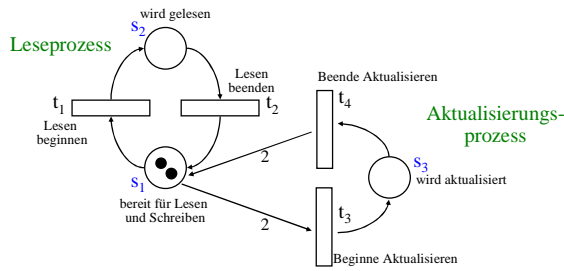 wird gelesen
s2
Leseprozess
Lesen
beenden
t1
t2
Lesen
beginnen
s1
bereit für Lesen
und Schreiben
Beende Aktualisieren
t4
Aktualisierungs-
prozess
2
s3
wird aktualisiert
2
t3
Beginne Aktualisieren